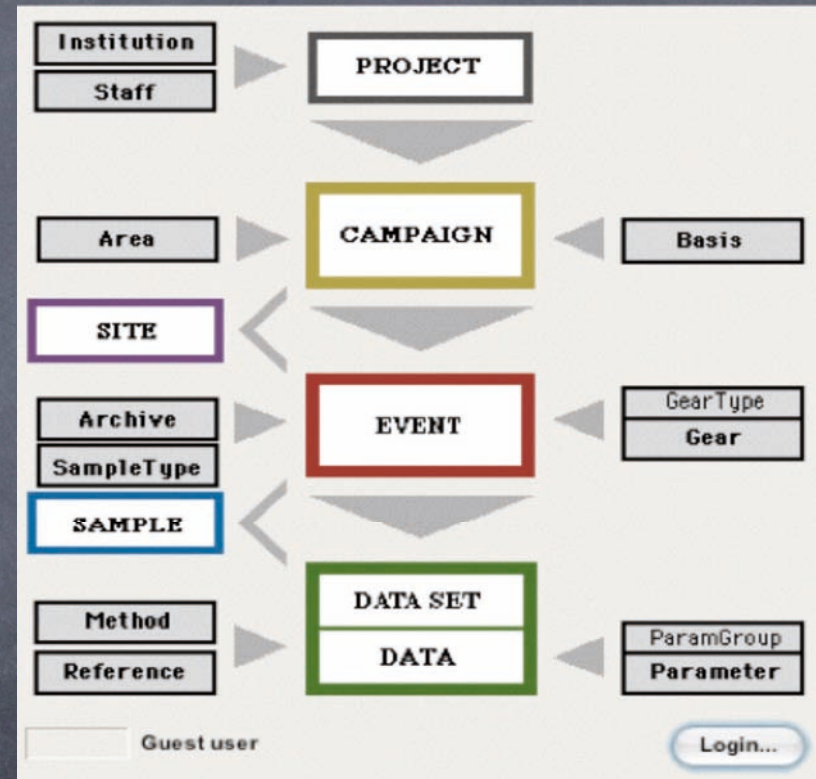 Institution
Staff
PROJECT
Area
CAMPAIGN
Basis
SITE
Archive
SampleType
EVENT
GearType
Gear
SAMPLE
Method
Reference
DATA SET
DATA
ParamGroup
Parameter
Guest user
Login...